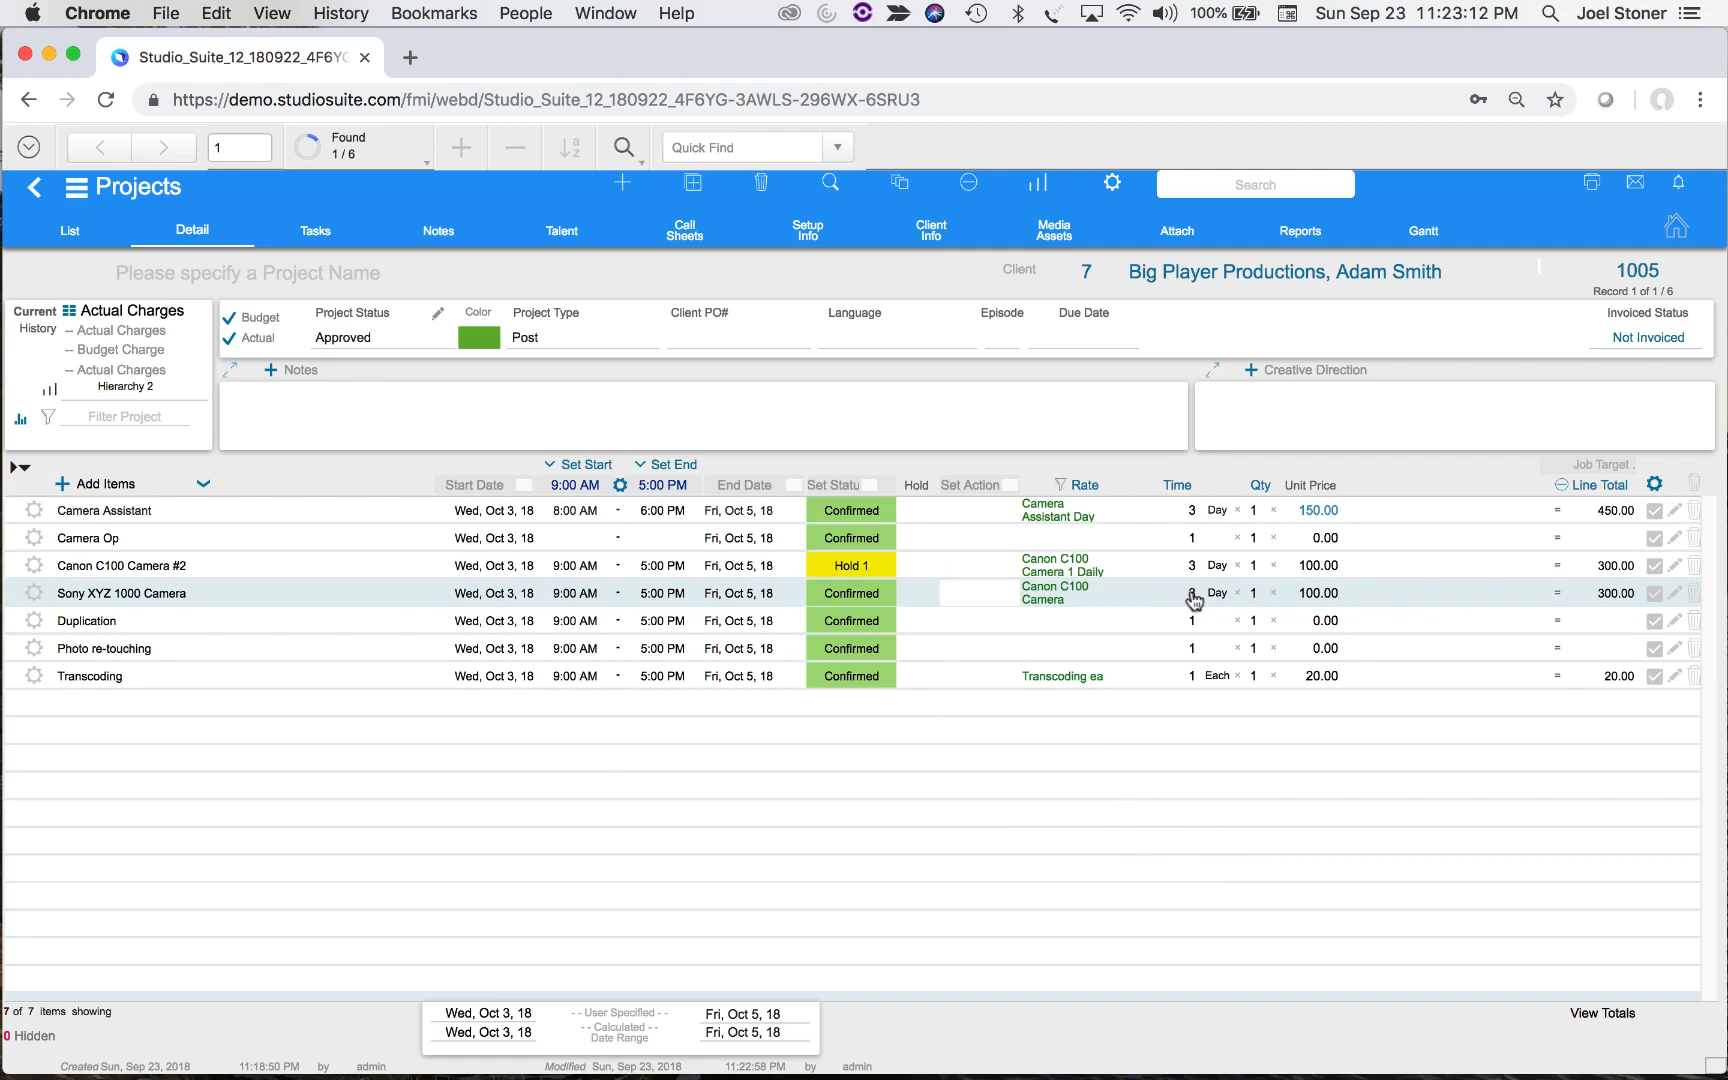 Chrome File Edit View History Bookmarks People Window Help 100% Sun Sep 23 11:23:12 PM Joel Stoner
Studio_Suite_12_180922_4F6YG
https://demo.studiosuite.com/fmi/webd/Studio_Suite_12_180922_4F6YG-3AWLS-296WX-6SRU3
1 Found 1 / 6 Quick Find
Projects Search
List Detail Tasks Notes Talent Call Sheets Setup Info Client Info Media Assets Attach Reports Gantt
Please specify a Project Name Client 7 Big Player Productions, Adam Smith 1005
Record 1 of 1 / 6
Current Actual Charges
History -- Actual Charges
-- Budget Charge
-- Actual Charges
Hierarchy 2
Filter Project
Budget
Actual
Project Status Color Project Type Client PO# Language Episode Due Date Invoiced Status
Approved Post Not Invoiced
+ Notes + Creative Direction
Set Start Set End Job Target .
+ Add Items Start Date 9:00 AM 5:00 PM End Date Set Statu Hold Set Action Rate Time Qty Unit Price Line Total
Camera Assistant Wed, Oct 3, 18 8:00 AM - 6:00 PM Fri, Oct 5, 18 Confirmed Camera Assistant Day 3 Day × 1 × 150.00 = 450.00
Camera Op Wed, Oct 3, 18 - Fri, Oct 5, 18 Confirmed 1 × 1 × 0.00 =
Canon C100 Camera #2 Wed, Oct 3, 18 9:00 AM - 5:00 PM Fri, Oct 5, 18 Hold 1 Canon C100 Camera 1 Daily 3 Day × 1 × 100.00 = 300.00
Sony XYZ 1000 Camera Wed, Oct 3, 18 9:00 AM - 5:00 PM Fri, Oct 5, 18 Confirmed Canon C100 Camera Day × 1 × 100.00 = 300.00
Duplication Wed, Oct 3, 18 9:00 AM - 5:00 PM Fri, Oct 5, 18 Confirmed 1 × 1 × 0.00 =
Photo re-touching Wed, Oct 3, 18 9:00 AM - 5:00 PM Fri, Oct 5, 18 Confirmed 1 × 1 × 0.00 =
Transcoding Wed, Oct 3, 18 9:00 AM - 5:00 PM Fri, Oct 5, 18 Confirmed Transcoding ea 1 Each × 1 × 20.00 = 20.00
7 of 7 items showing
0 Hidden
Wed, Oct 3, 18 - - User Specified - - Fri, Oct 5, 18
Wed, Oct 3, 18 - - Calculated - - Date Range Fri, Oct 5, 18
View Totals
Created Sun, Sep 23, 2018 11:18:50 PM by admin Modified Sun, Sep 23, 2018 11:22:58 PM by admin